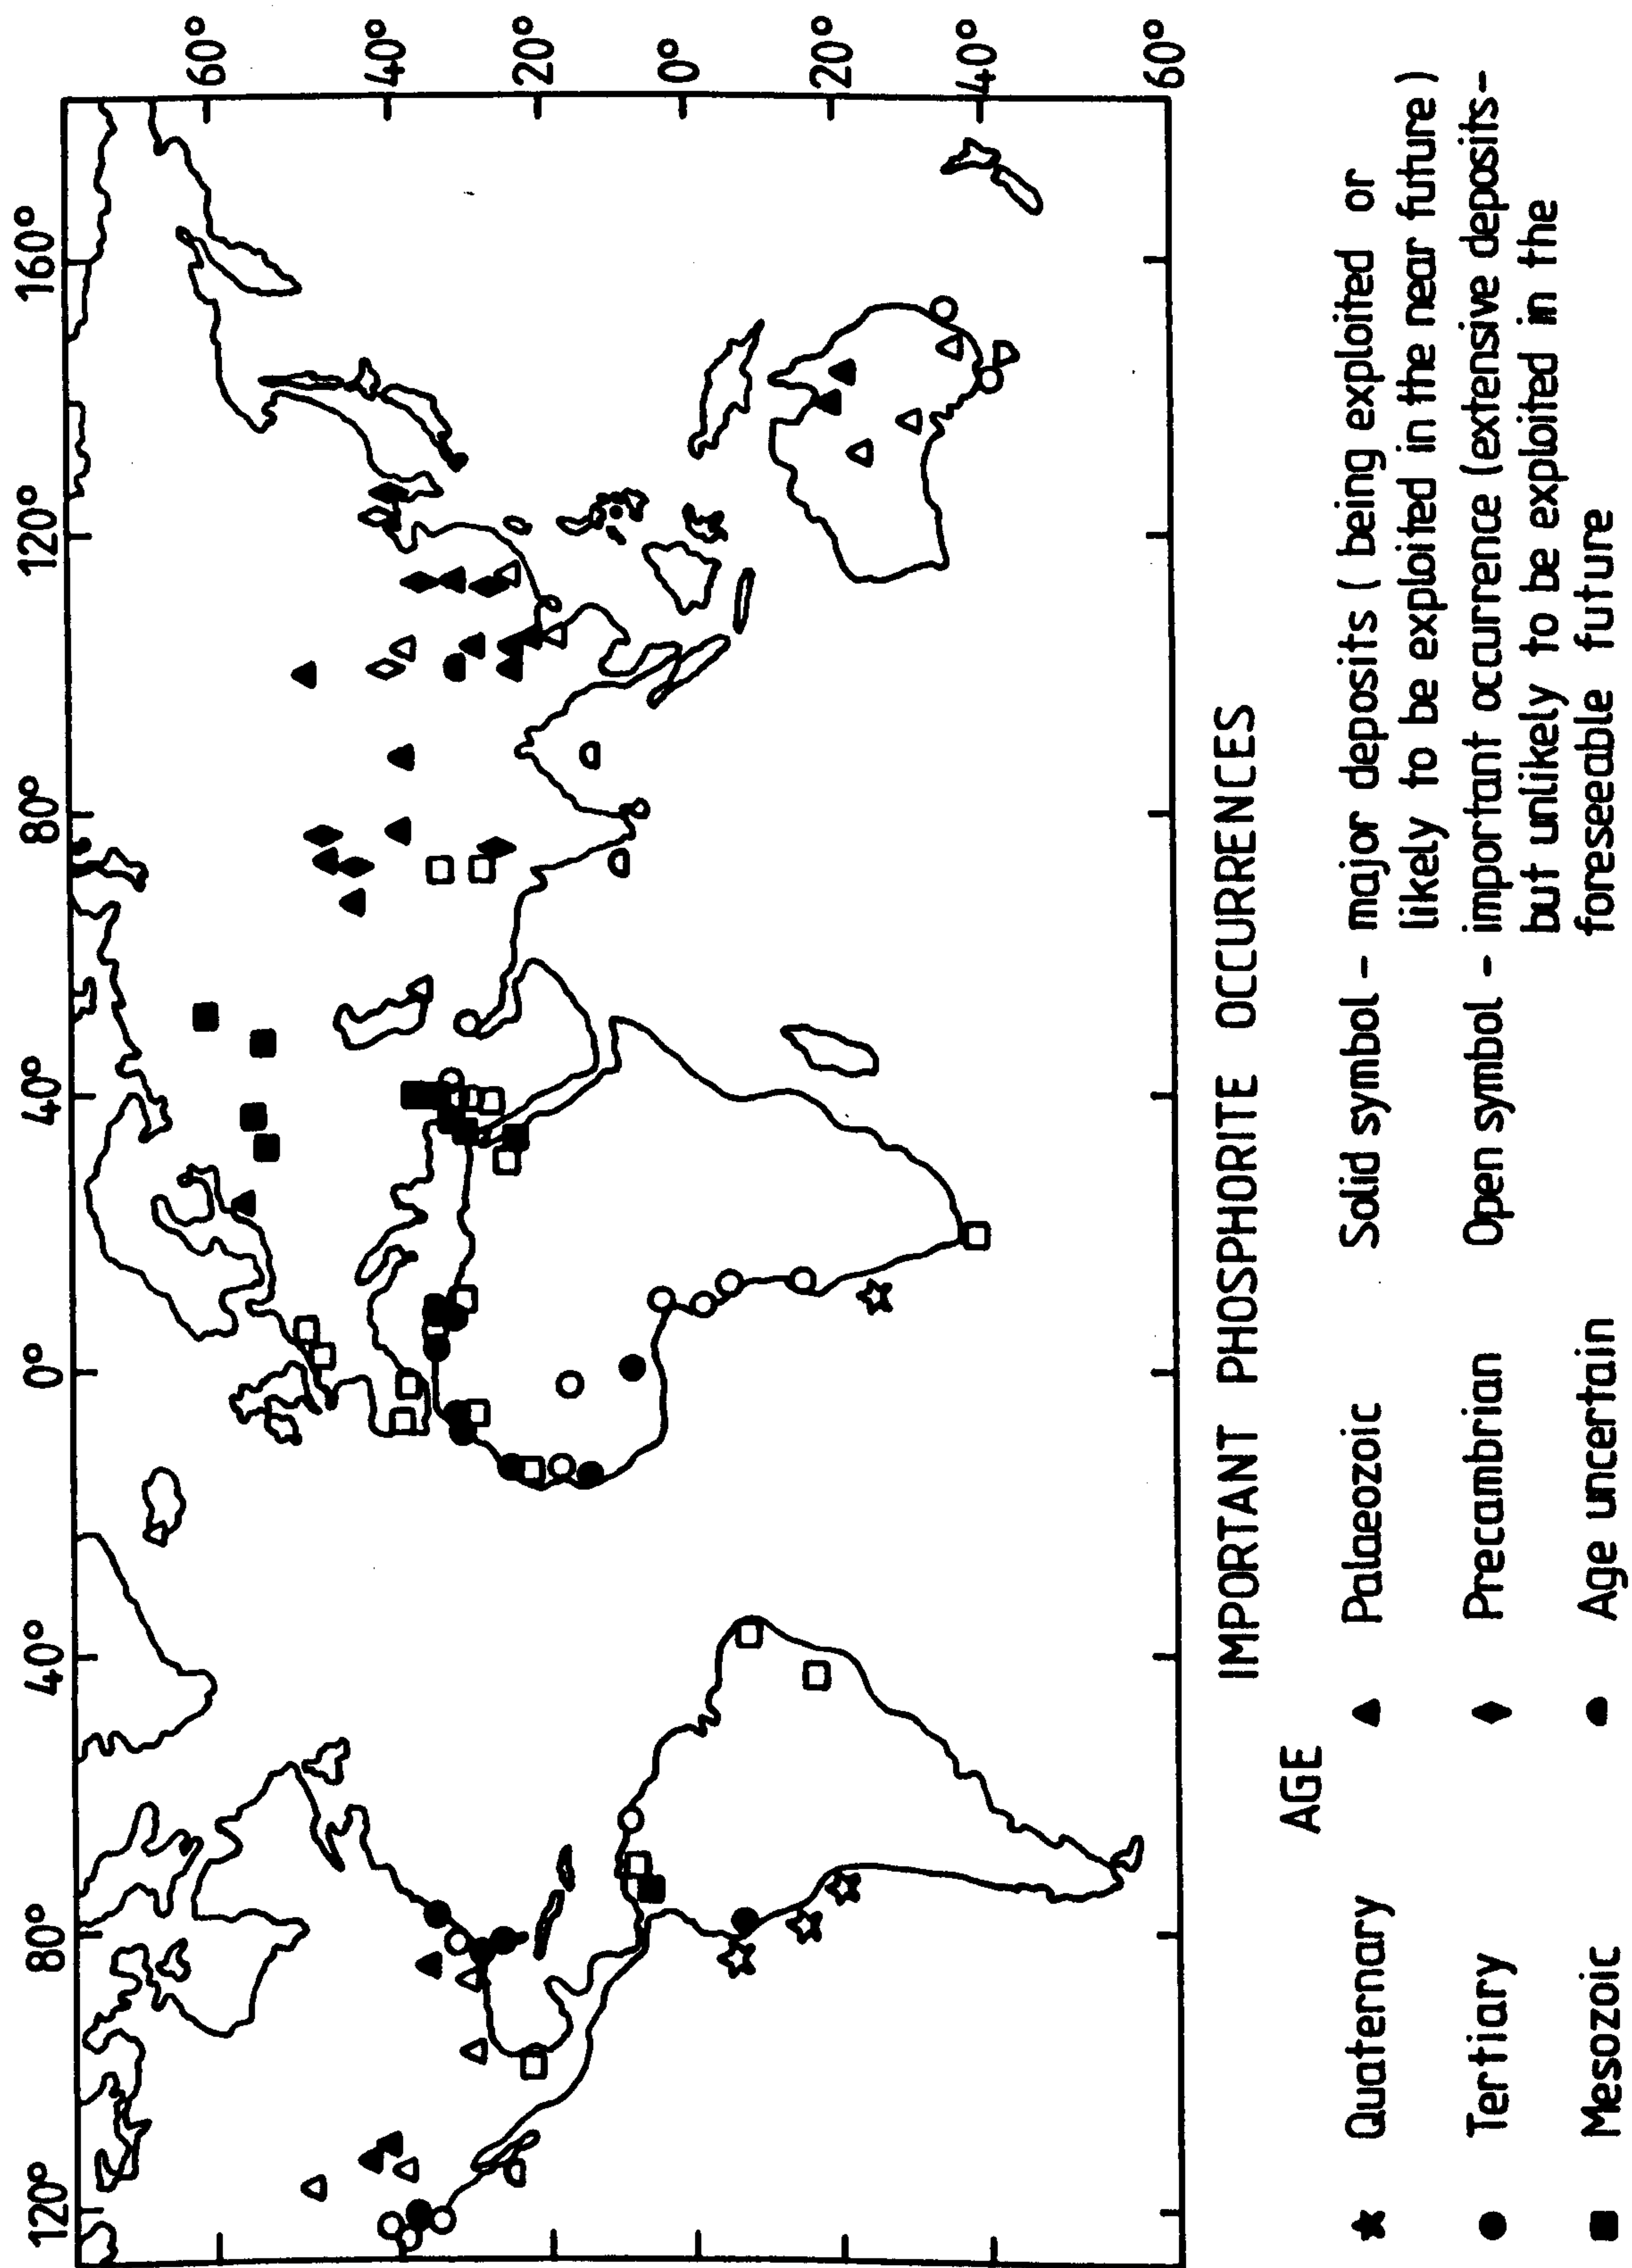 120° 80° 40° 0° 40° 80° 120° 160°
60°
40°
20°
0°
20°
40°
60°
IMPORTANT PHOSPHORITE OCCURRENCES
AGE
Quaternary Palaeozoic Solid symbol - major deposits ( being exploited or
likely to be exploited in the near future )
Tertiary Precambrian Open symbol - important occurrence (extensive deposits-
but unlikely to be exploited in the
Mesozoic Age uncertain foreseeable future